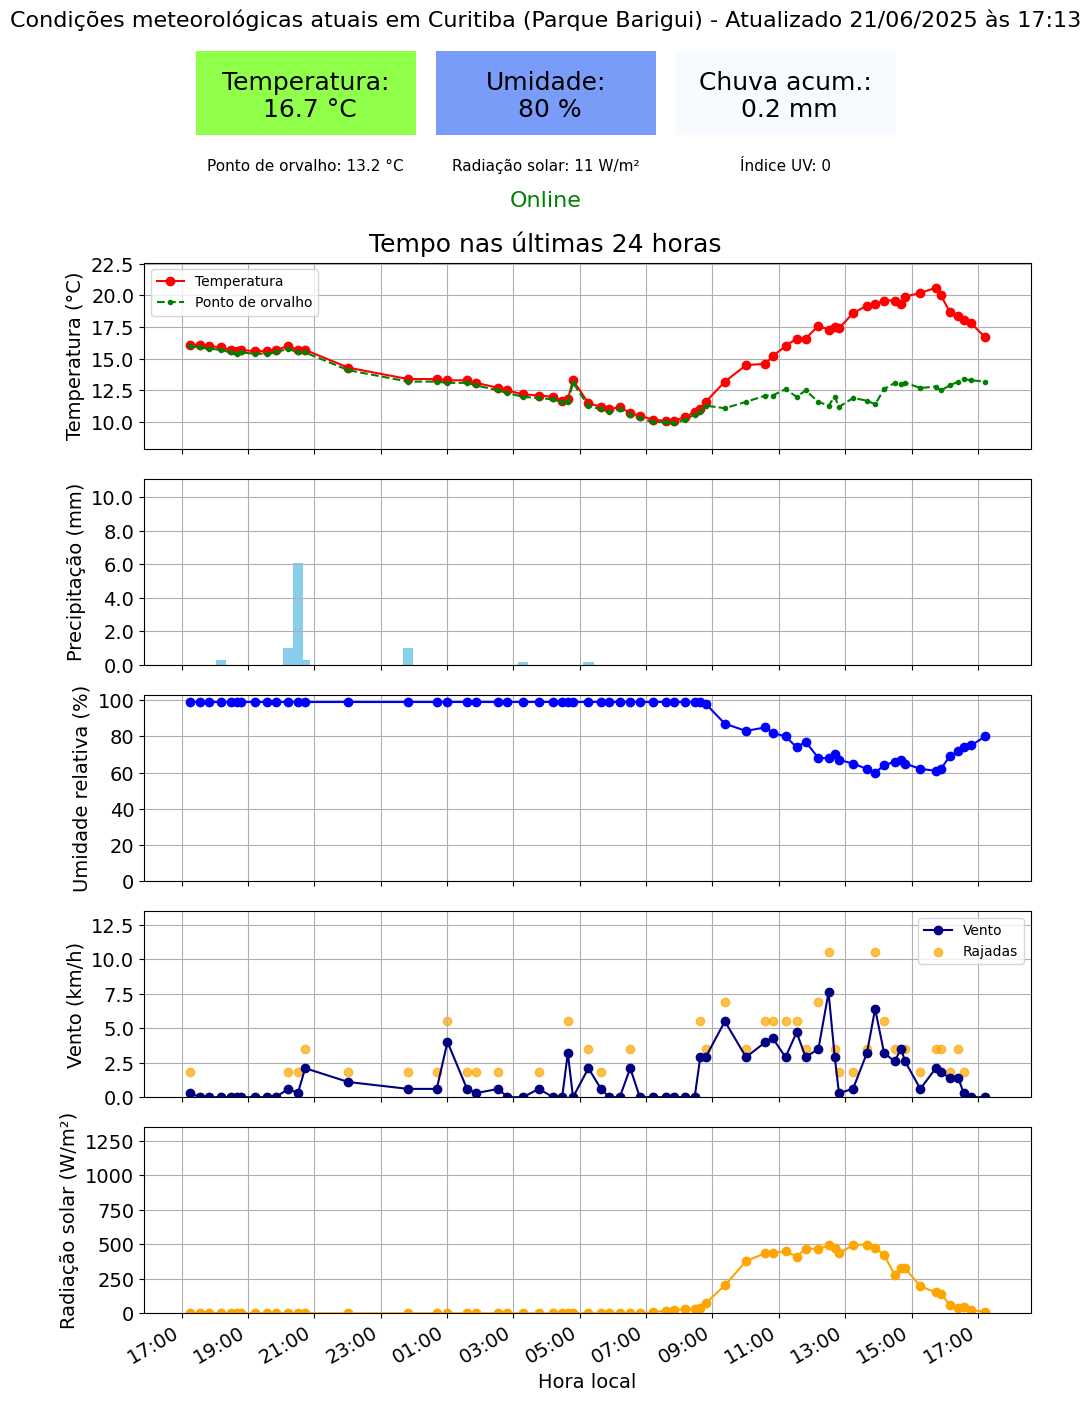 Condições meteorológicas atuais em Curitiba (Parque Barigui) - Atualizado 21/06/2025 às 17:13
Temperatura:
16.7 °C
Umidade:
80 %
Chuva acum.:
0.2 mm
Ponto de orvalho: 13.2 °C
Radiação solar: 11 W/m²
Índice UV: 0
Online
Tempo nas últimas 24 horas
Temperatura (°C)
22.5
20.0
17.5
15.0
12.5
10.0
Temperatura
Ponto de orvalho
Precipitação (mm)
10.0
8.0
6.0
4.0
2.0
0.0
Umidade relativa (%)
100
80
60
40
20
0
Vento (km/h)
12.5
10.0
7.5
5.0
2.5
0.0
Vento
Rajadas
Radiação solar (W/m²)
1250
1000
750
500
250
0
17:00
19:00
21:00
23:00
01:00
03:00
05:00
07:00
09:00
11:00
13:00
15:00
17:00
Hora local